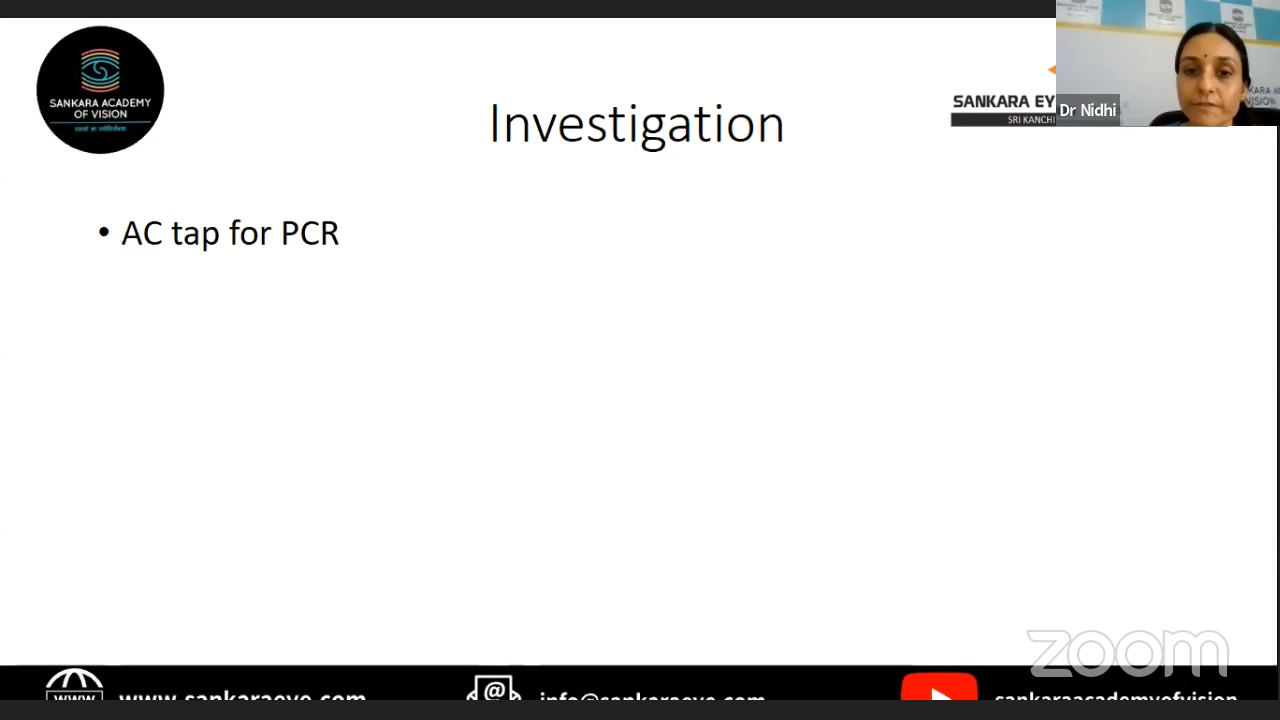 SANKARA ACADEMY
OF VISION
Investigation
SANKARA EY
SRI KANCHI
Dr Nidhi
• AC tap for PCR
zoom
www
www.sankaraeye.com
@
info@sankaraeye.com
sankaraacademyofvision